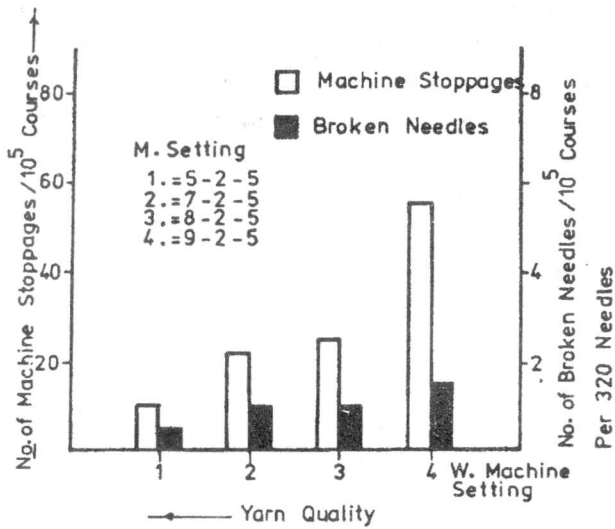 No. of Machine Stoppages /10⁵ Courses
80
60
40
20
Machine Stoppages
Broken Needles
M. Setting
1.=5-2-5
2.=7-2-5
3.=8-2-5
4.=9-2-5
8
6
4
2
No. of Broken Needles /10⁵ Courses
Per 320 Needles
1 2 3 4 W. Machine
Setting
Yarn Quality